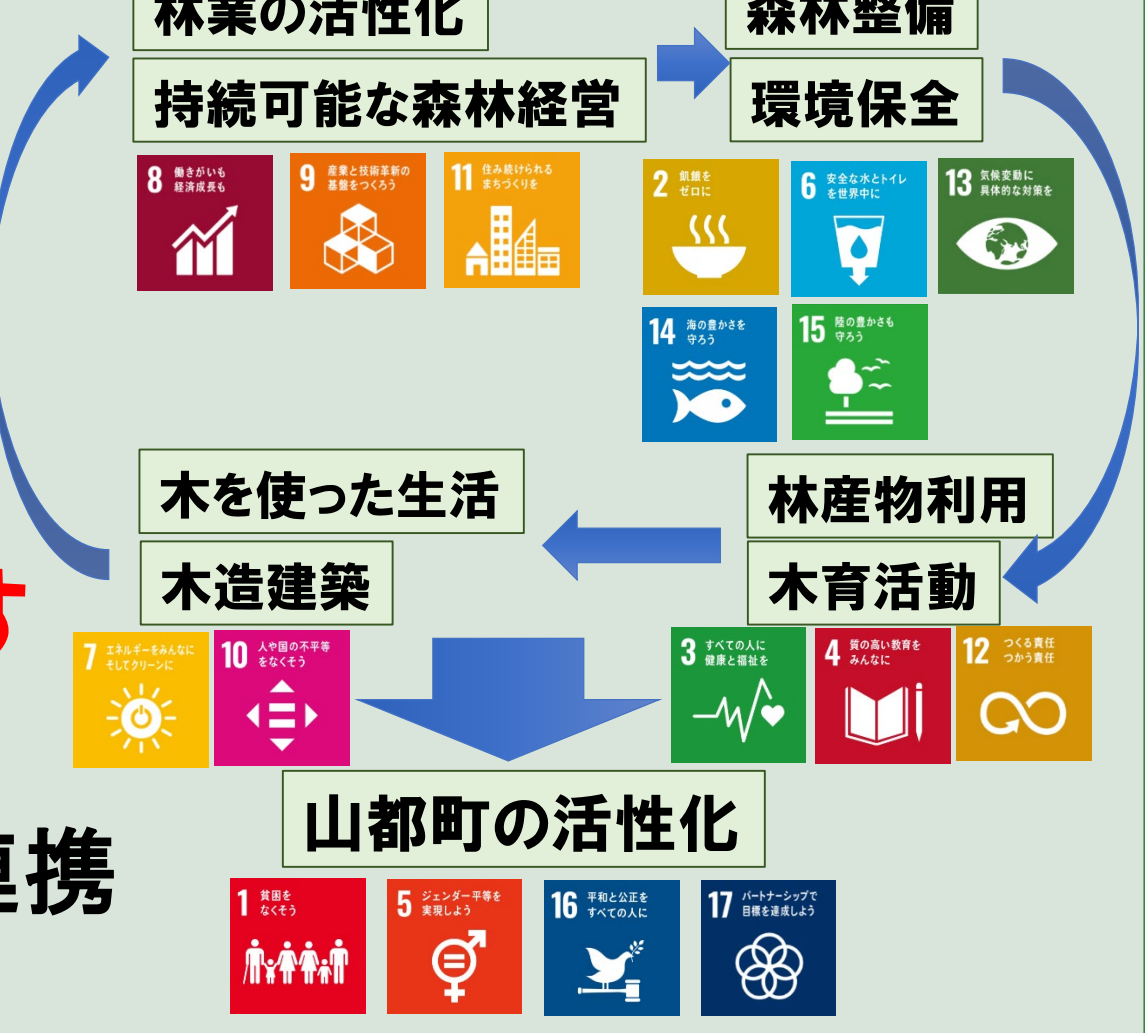 林業の活性化
持続可能な森林経営
8 働きがいも
経済成長も
9 産業と技術革新の
基盤をつくろう
11 住み続けられる
まちづくりを
森林整備
環境保全
2 飢餓を
ゼロに
6 安全な水とトイレ
を世界中に
13 気候変動に
具体的な対策を
14 海の豊かさを
守ろう
15 陸の豊かさも
守ろう
木を使った生活
木造建築
7 エネルギーをみんなに
そしてクリーンに
10 人や国の不平等
をなくそう
林産物利用
木育活動
3 すべての人に
健康と福祉を
4 質の高い教育を
みんなに
12 つくる責任
つかう責任
す
連携
山都町の活性化
1 貧困を
なくそう
5 ジェンダー平等を
実現しよう
16 平和と公正を
すべての人に
17 パートナーシップで
目標を達成しよう